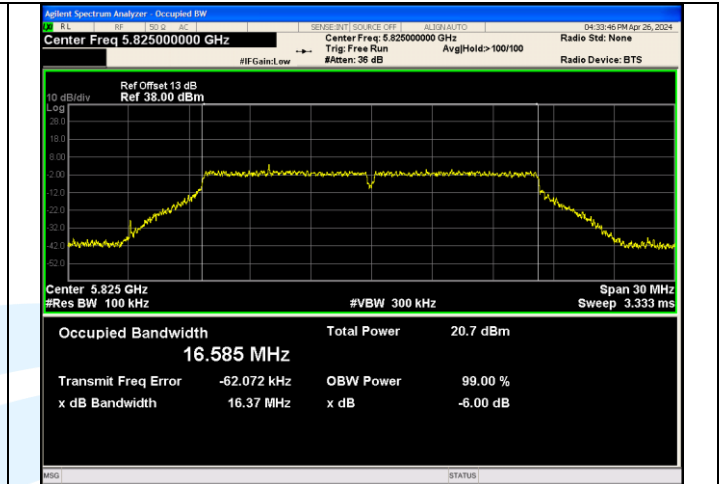 Agilent Spectrum Analyzer - Occupied BW
RL RF 50 Ω AC SENSE:INT SOURCE OFF ALIGN AUTO 04:33:46 PM Apr 26, 2024
Center Freq 5.825000000 GHz Center Freq: 5.825000000 GHz Radio Std: None
Trig: Free Run Avg|Hold:> 100/100
#IFGain:Low #Atten: 36 dB Radio Device: BTS
Ref Offset 13 dB
10 dB/div Ref 38.00 dBm
Log
28.0
18.0
8.00
-2.00
-12.0
-22.0
-32.0
-42.0
-52.0
Center 5.825 GHz Span 30 MHz
#Res BW 100 kHz #VBW 300 kHz Sweep 3.333 ms
Occupied Bandwidth Total Power 20.7 dBm
16.585 MHz
Transmit Freq Error -62.072 kHz OBW Power 99.00 %
x dB Bandwidth 16.37 MHz x dB -6.00 dB
MSG STATUS